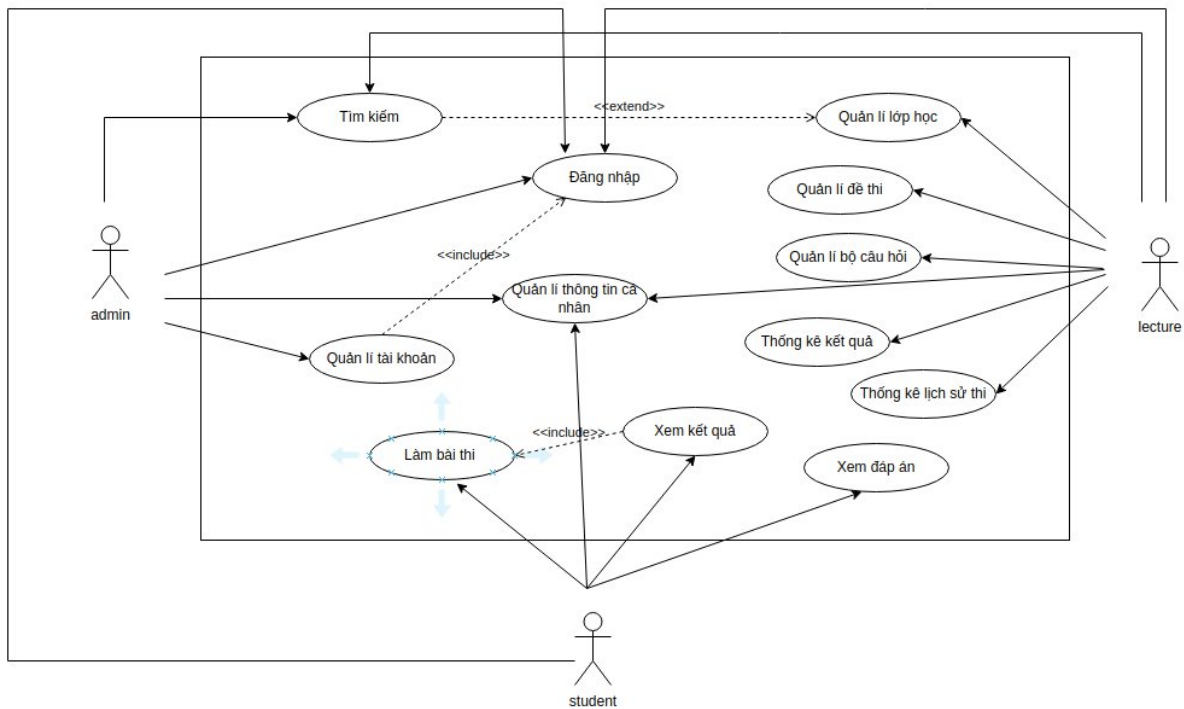 Tìm kiếm
<<extend>>
Quản lí lớp học
Đăng nhập
Quản lí đề thi
<<include>>
Quản lí bộ câu hỏi
Quản lí thông tin cá
nhân
admin
lecture
Thống kê kết quả
Quản lí tài khoản
Thống kê lịch sử thi
<<include>>
Xem kết quả
Làm bài thi
Xem đáp án
student